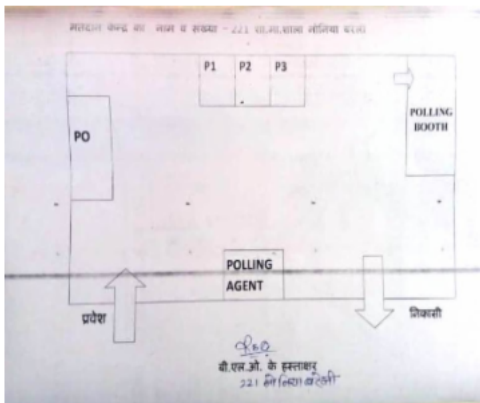 मतदान केन्द्र का नाम व संख्या - 221 सा.भा.शाला
P1 P2 P3
POLLING
BOOTH
PO
POLLING
AGENT
प्रवेश
निकासी
बी.एल.ओ. के हस्ताक्षर
221